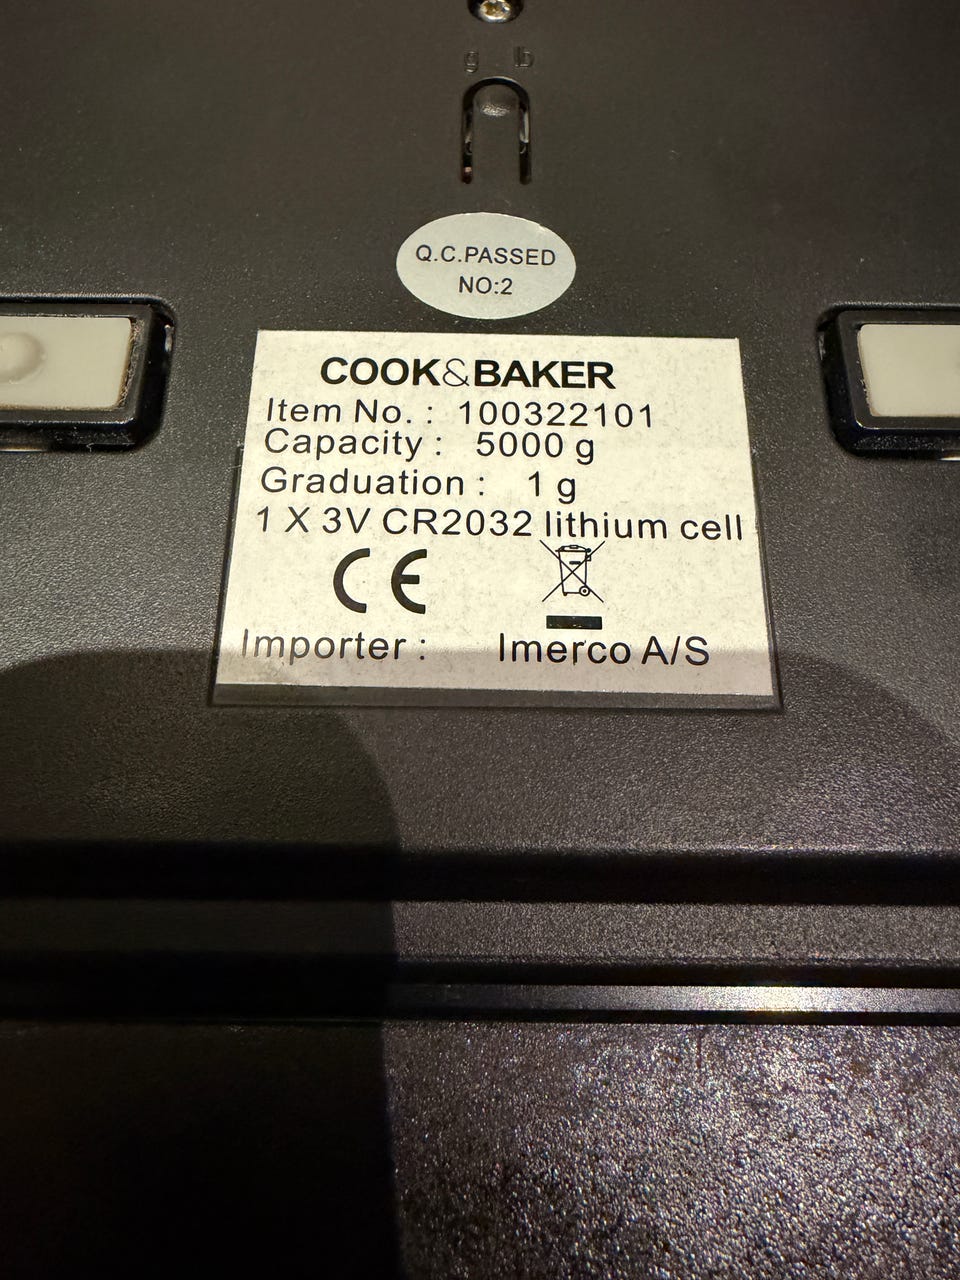 g lb
Q.C.PASSED
NO:2
COOK&BAKER
Item No. : 100322101
Capacity : 5000 g
Graduation : 1 g
1 X 3V CR2032 lithium cell
CE
Importer : Imerco A/S